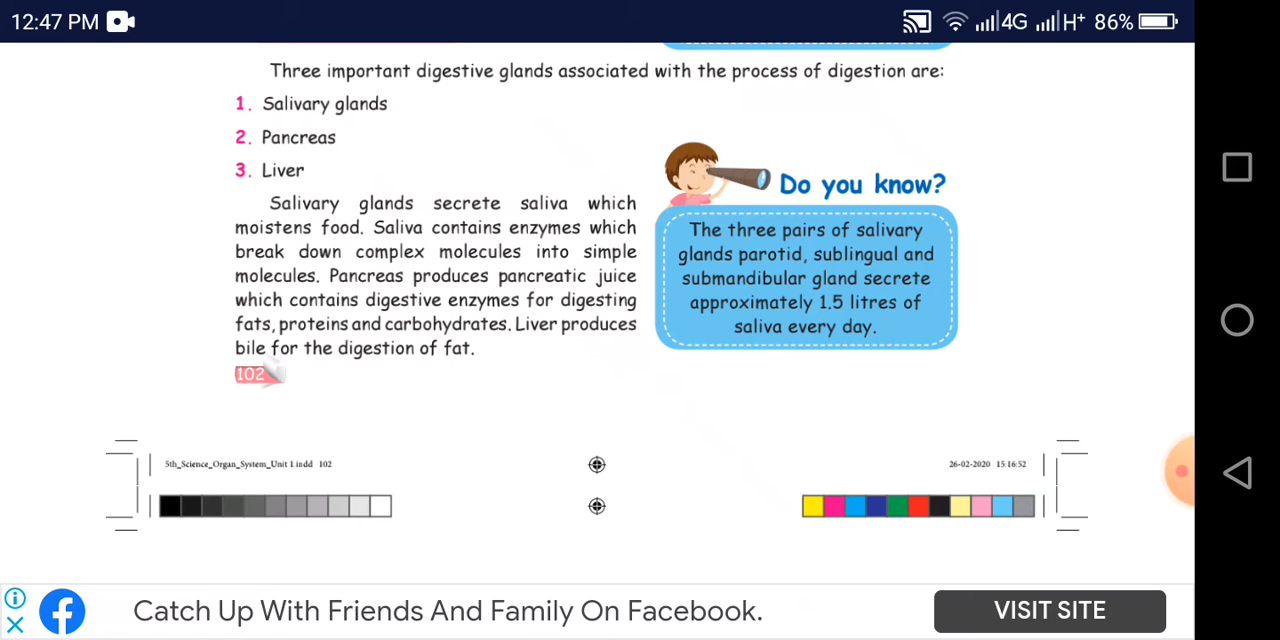 12:47 PM
4G H+ 86%
Three important digestive glands associated with the process of digestion are:
1. Salivary glands
2. Pancreas
3. Liver
Do you know?
Salivary glands secrete saliva which
moistens food. Saliva contains enzymes which
break down complex molecules into simple
molecules. Pancreas produces pancreatic juice
which contains digestive enzymes for digesting
fats, proteins and carbohydrates. Liver produces
bile for the digestion of fat.
The three pairs of salivary
glands parotid, sublingual and
submandibular gland secrete
approximately 1.5 litres of
saliva every day.
102
5th_Science_Organ_System_Unit 1.indd 102
26-02-2020 15:16:52
Catch Up With Friends And Family On Facebook.
VISIT SITE